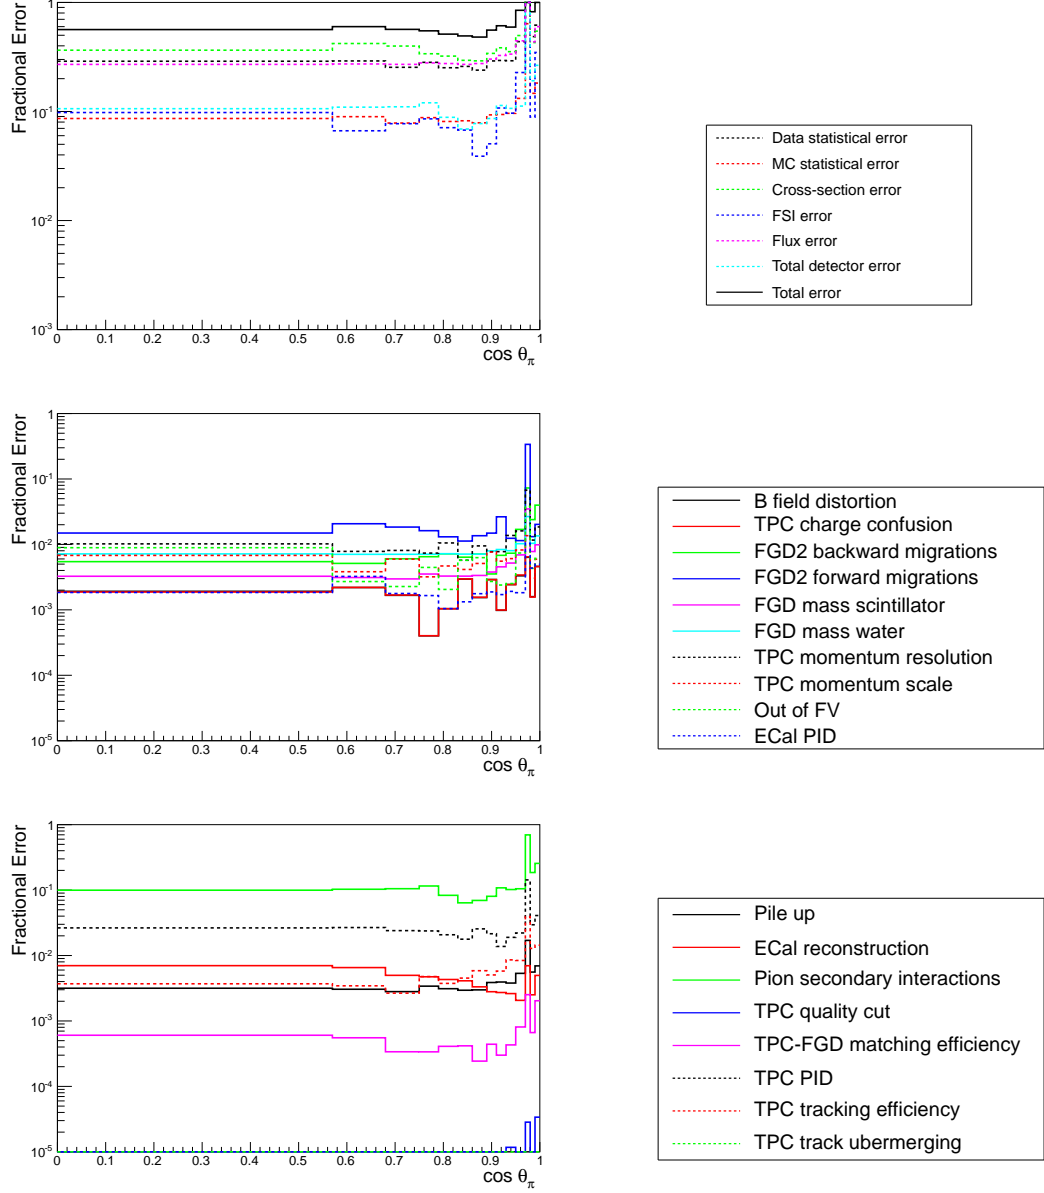 Fractional Error
1
10^-1
10^-2
10^-3
0 0.1 0.2 0.3 0.4 0.5 0.6 0.7 0.8 0.9 1
cos θ_π
Data statistical error
MC statistical error
Cross-section error
FSI error
Flux error
Total detector error
Total error
Fractional Error
1
10^-1
10^-2
10^-3
10^-4
10^-5
0 0.1 0.2 0.3 0.4 0.5 0.6 0.7 0.8 0.9 1
cos θ_π
B field distortion
TPC charge confusion
FGD2 backward migrations
FGD2 forward migrations
FGD mass scintillator
FGD mass water
TPC momentum resolution
TPC momentum scale
Out of FV
ECal PID
Fractional Error
1
10^-1
10^-2
10^-3
10^-4
10^-5
0 0.1 0.2 0.3 0.4 0.5 0.6 0.7 0.8 0.9 1
cos θ_π
Pile up
ECal reconstruction
Pion secondary interactions
TPC quality cut
TPC-FGD matching efficiency
TPC PID
TPC tracking efficiency
TPC track ubermerging